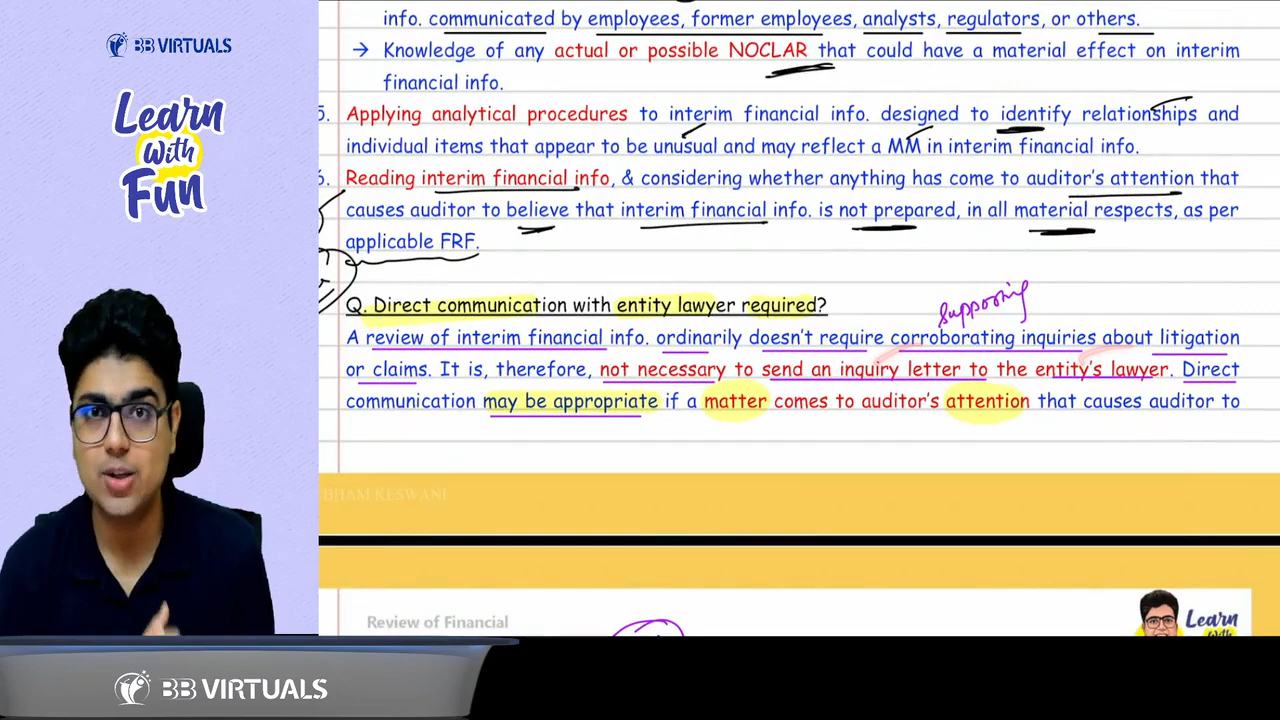 BB VIRTUALS
Learn
With
Fun
info. communicated by employees, former employees, analysts, regulators, or others.
→ Knowledge of any actual or possible NOCLAR that could have a material effect on interim
financial info.
5. Applying analytical procedures to interim financial info. designed to identify relationships and
individual items that appear to be unusual and may reflect a MM in interim financial info.
6. Reading interim financial info, & considering whether anything has come to auditor's attention that
causes auditor to believe that interim financial info. is not prepared, in all material respects, as per
applicable FRF.
Q. Direct communication with entity lawyer required?
Supporting
A review of interim financial info. ordinarily doesn't require corroborating inquiries about litigation
or claims. It is, therefore, not necessary to send an inquiry letter to the entity's lawyer. Direct
communication may be appropriate if a matter comes to auditor's attention that causes auditor to
BHAM KESWANI
Review of Financial
Learn
With
BB VIRTUALS